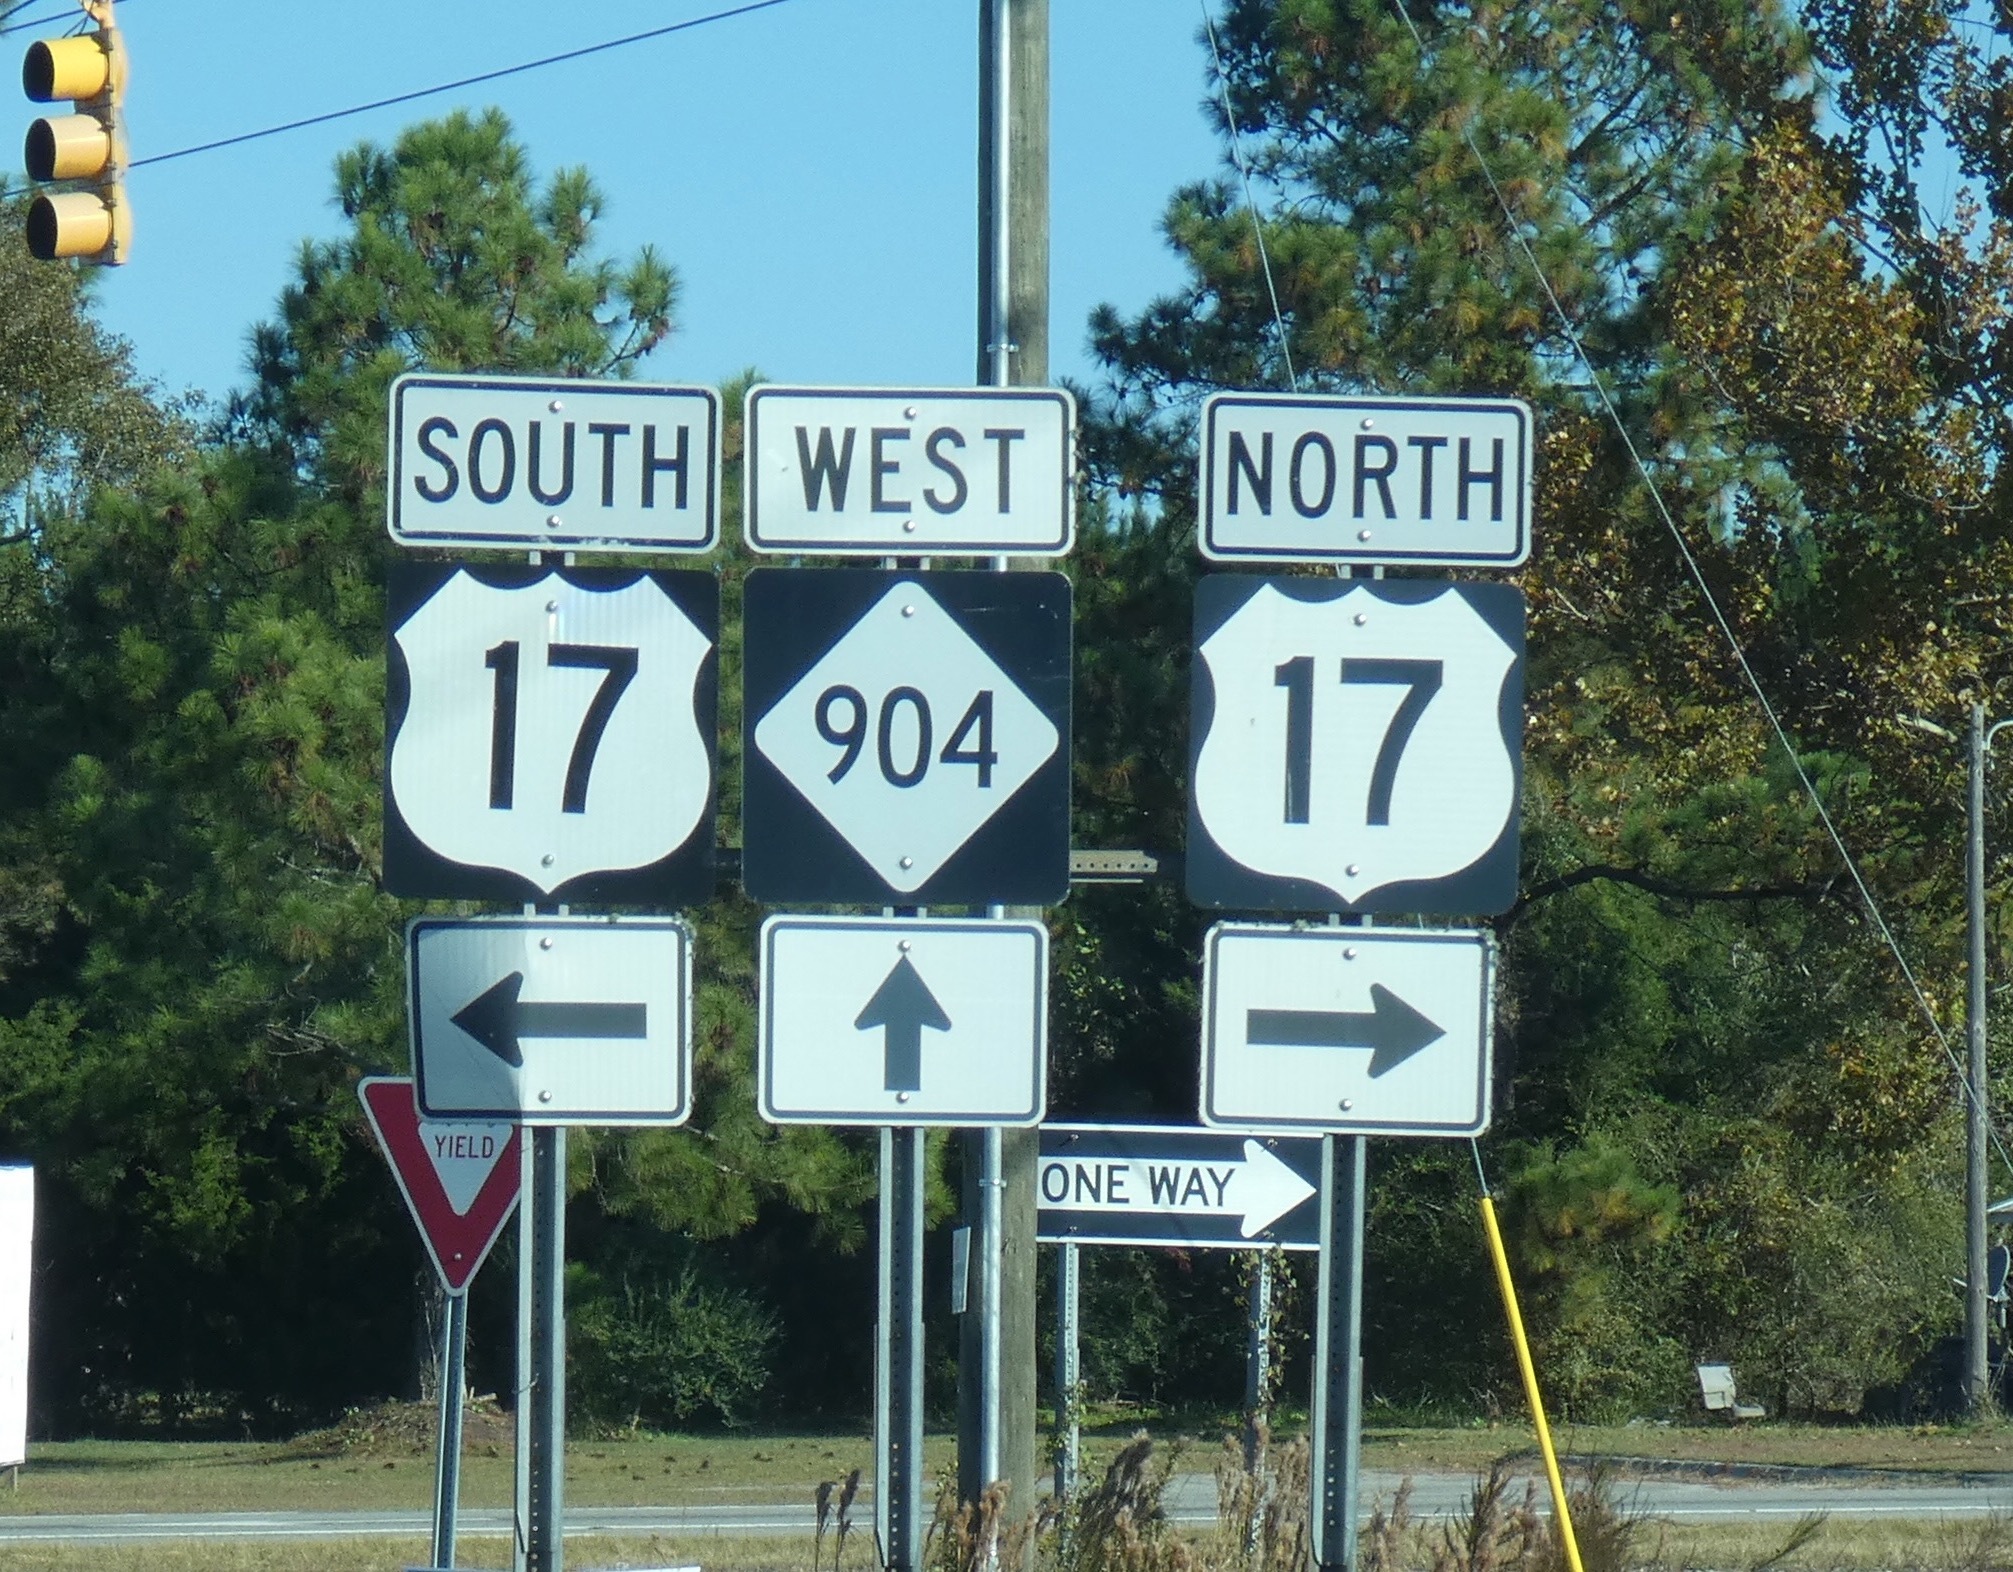 SOUTH
17
WEST
904
NORTH
17
YIELD
ONE WAY